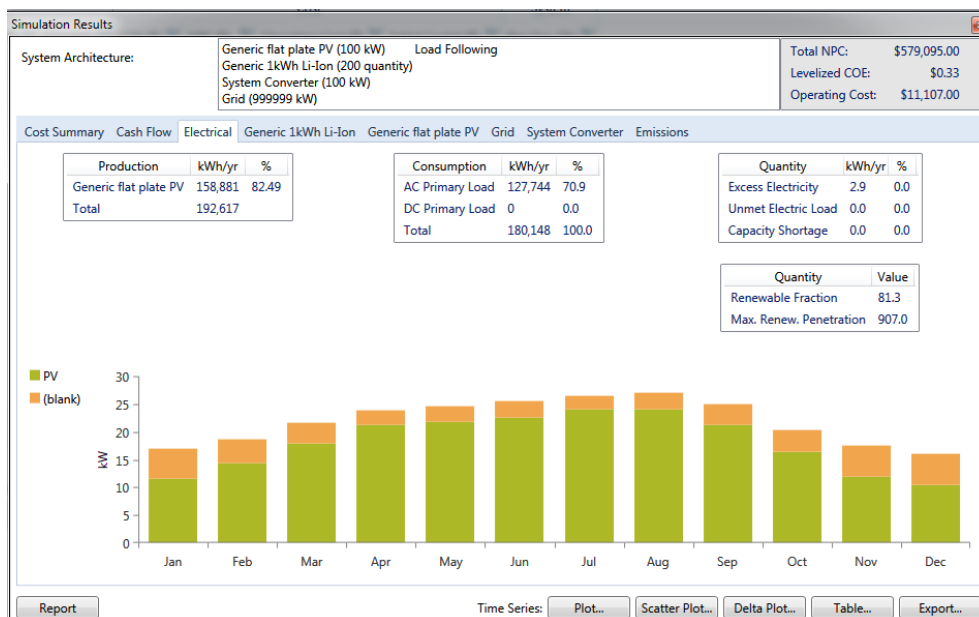 Simulation Results
System Architecture:
Generic flat plate PV (100 kW) Load Following
Generic 1kWh Li-Ion (200 quantity)
System Converter (100 kW)
Grid (999999 kW)
Total NPC: $579,095.00
Levelized COE: $0.33
Operating Cost: $11,107.00
Cost Summary Cash Flow Electrical Generic 1kWh Li-Ion Generic flat plate PV Grid System Converter Emissions
Production kWh/yr %
Generic flat plate PV 158,881 82.49
Total 192,617
Consumption kWh/yr %
AC Primary Load 127,744 70.9
DC Primary Load 0 0.0
Total 180,148 100.0
Quantity kWh/yr %
Excess Electricity 2.9 0.0
Unmet Electric Load 0.0 0.0
Capacity Shortage 0.0 0.0
Quantity Value
Renewable Fraction 81.3
Max. Renew. Penetration 907.0
PV
(blank)
kW
30
25
20
15
10
5
0
Jan Feb Mar Apr May Jun Jul Aug Sep Oct Nov Dec
Report Time Series: Plot... Scatter Plot... Delta Plot... Table... Export...